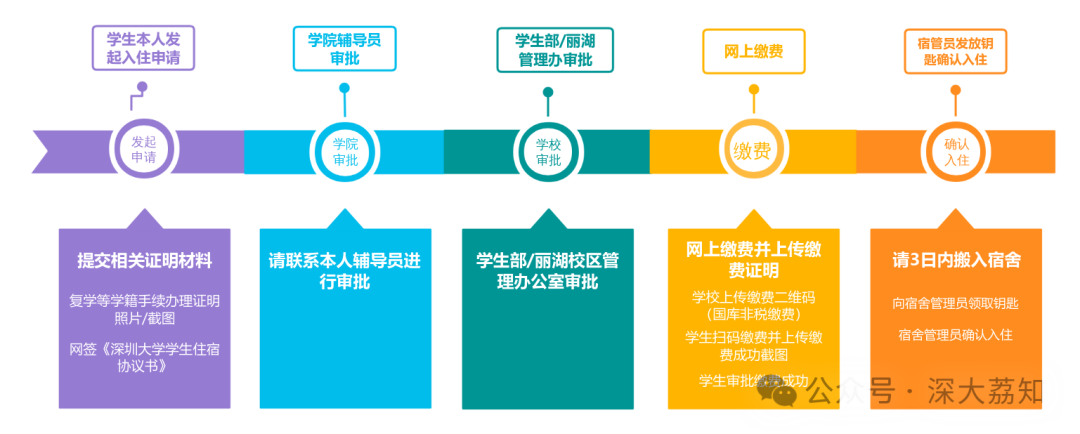 学生本人发
起入住申请
学院辅导员
审批
学生部/丽湖
管理办审批
网上缴费
宿管员发放钥
匙确认入住
发起
申请
学院
审批
学校
审批
缴费
确认
入住
提交相关证明材料
复学等学籍手续办理证明
照片/截图
网签《深圳大学学生住宿
协议书》
请联系本人辅导员进
行审批
学生部/丽湖校区管
理办公室审批
网上缴费并上传缴
费证明
学校上传缴费二维码
（国库非税缴费）
学生扫码缴费并上传缴
费成功截图
学生审批缴费成功
请3日内搬入宿舍
向宿舍管理员领取钥匙
宿舍管理员确认入住
公众号·深大荔知